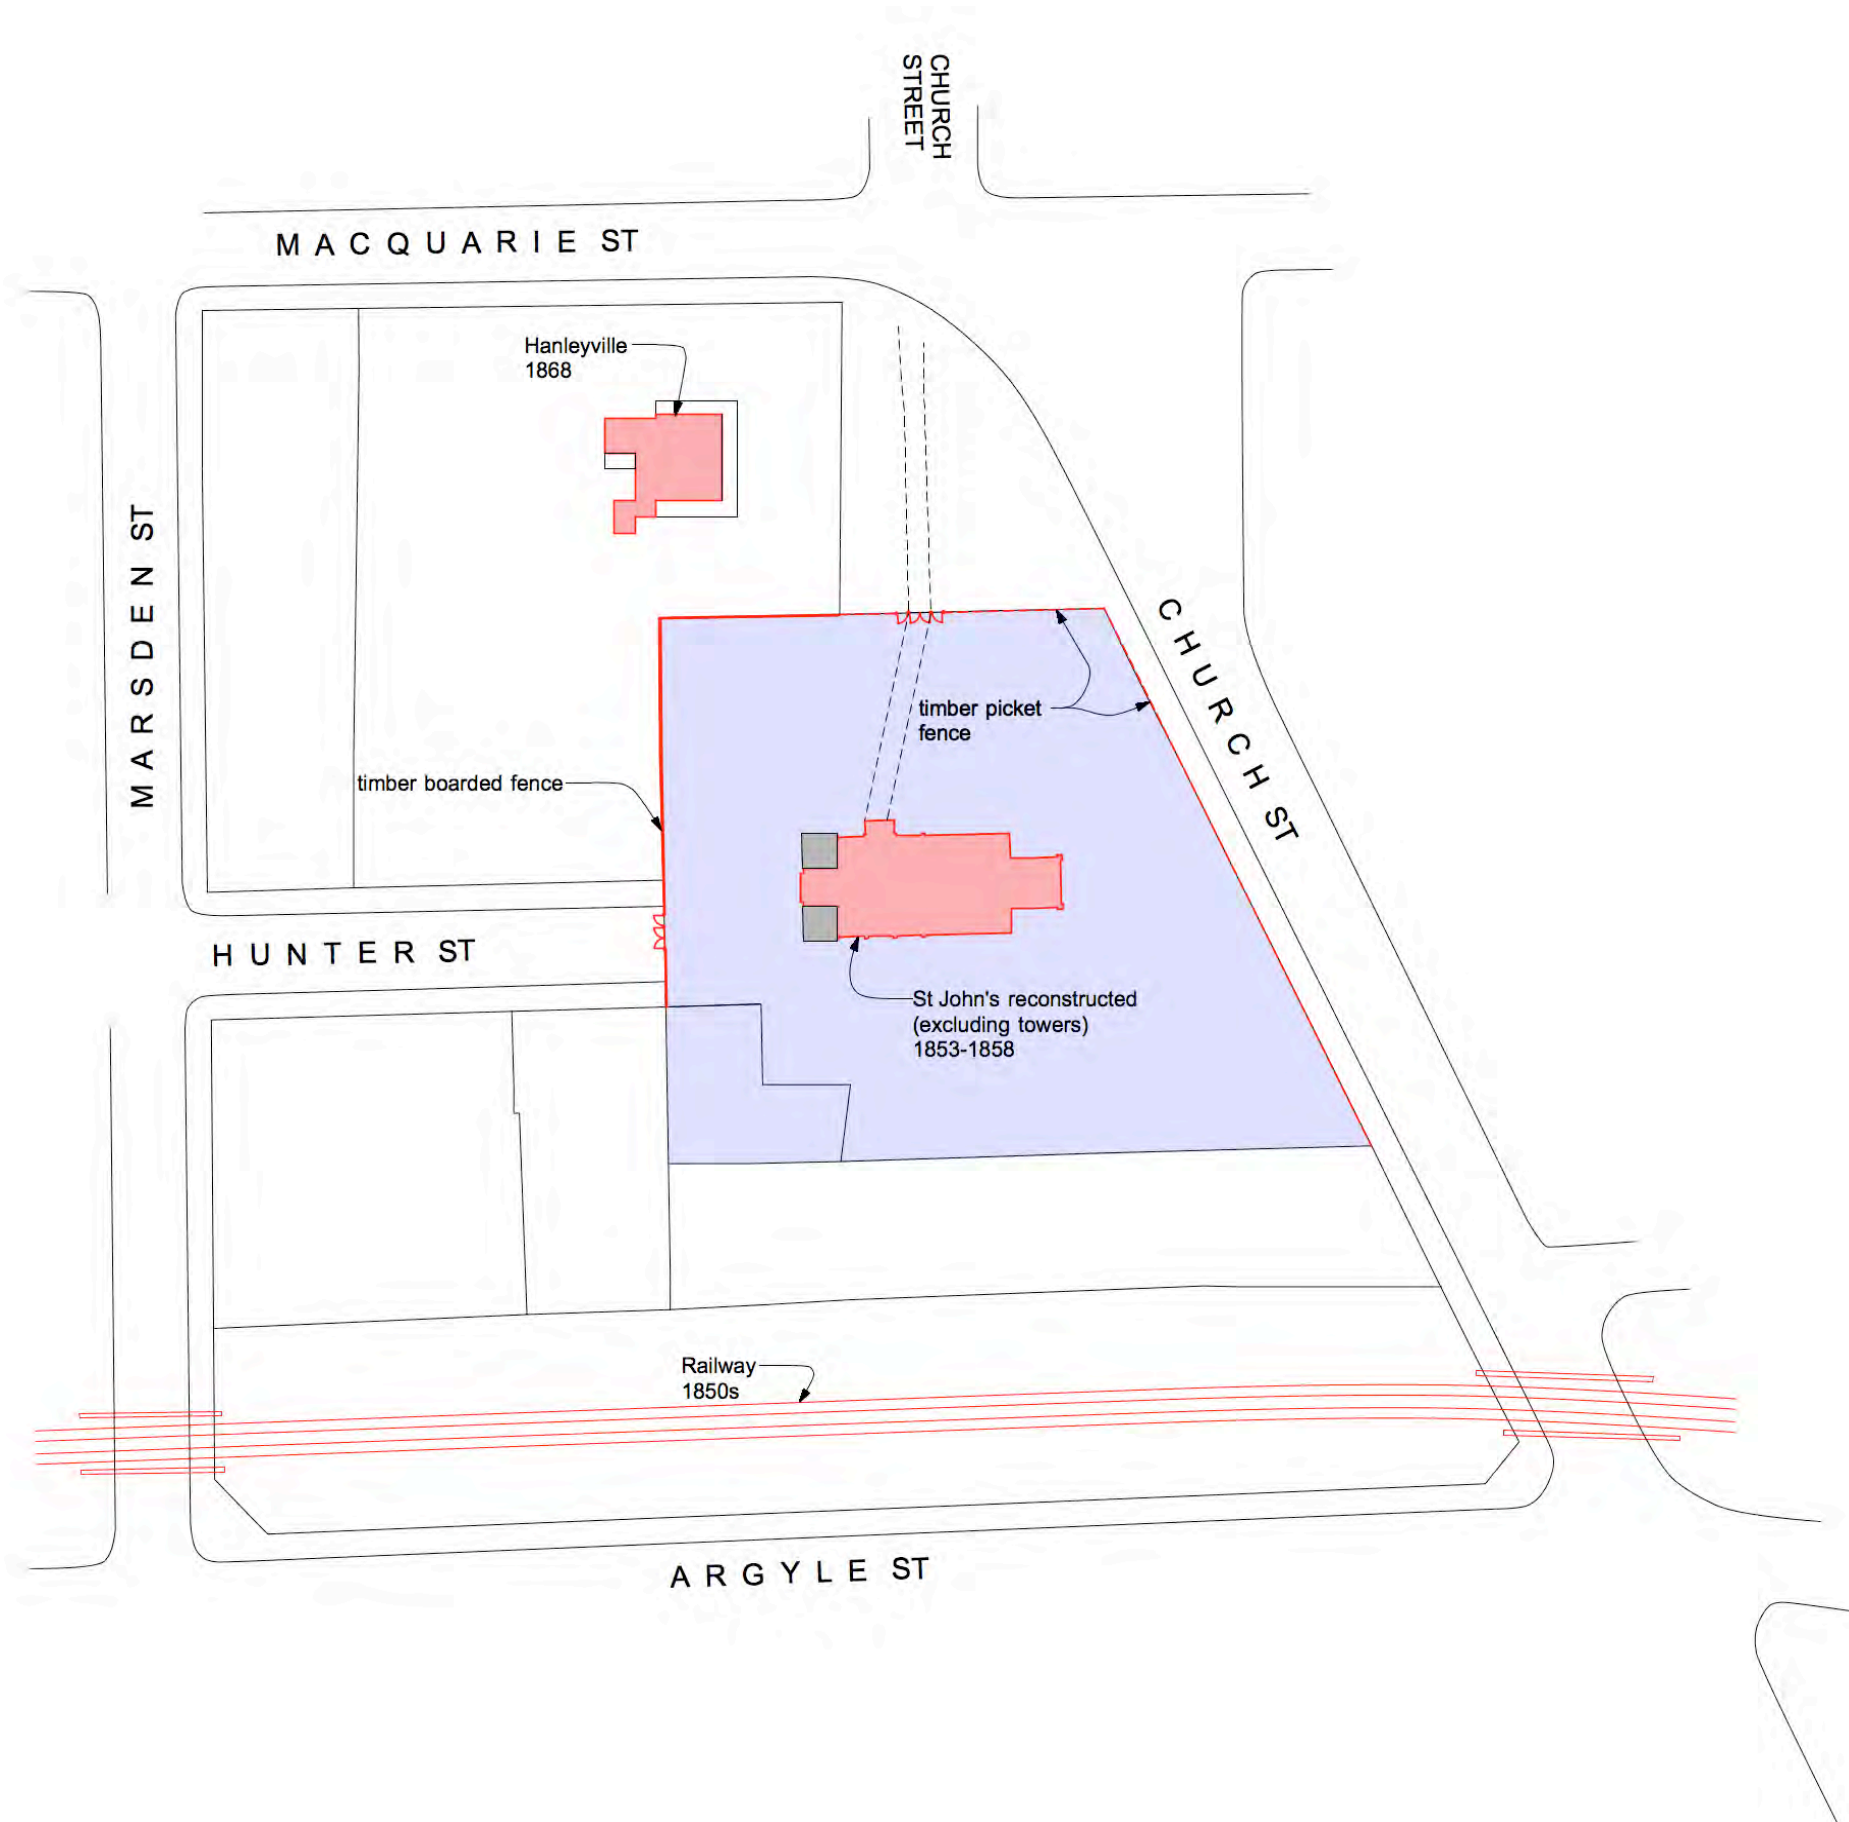 CHURCH
STREET
MACQUARIE ST
Hanleyville
1868
MARSDEN ST
CHURCH ST
timber picket
fence
timber boarded fence
HUNTER ST
St John's reconstructed
(excluding towers)
1853-1858
Railway
1850s
ARGYLE ST